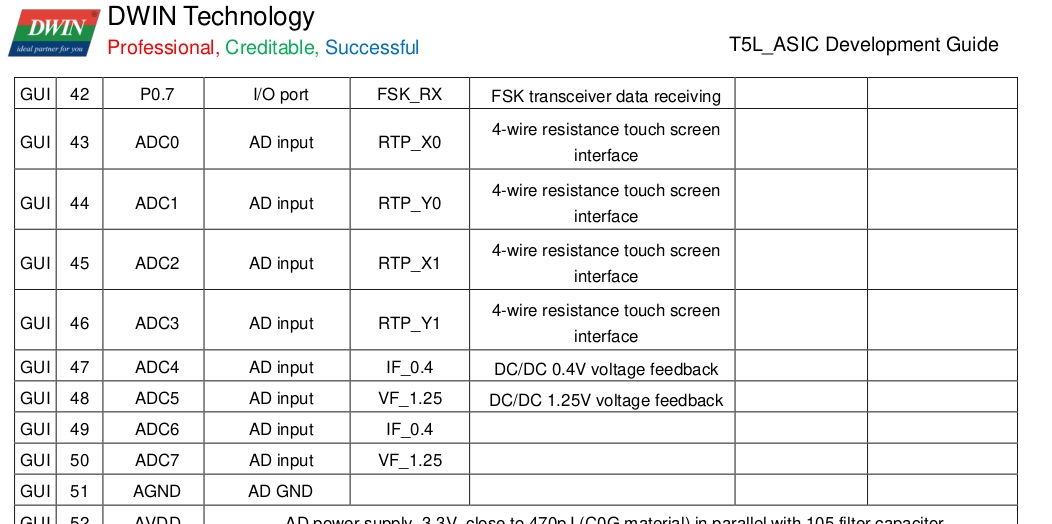 DWIN
ideal partner for you
DWIN Technology
Professional, Creditable, Successful
T5L_ASIC Development Guide
GUI 42 P0.7 I/O port FSK_RX FSK transceiver data receiving
GUI 43 ADC0 AD input RTP_X0 4-wire resistance touch screen
interface
GUI 44 ADC1 AD input RTP_Y0 4-wire resistance touch screen
interface
GUI 45 ADC2 AD input RTP_X1 4-wire resistance touch screen
interface
GUI 46 ADC3 AD input RTP_Y1 4-wire resistance touch screen
interface
GUI 47 ADC4 AD input IF_0.4 DC/DC 0.4V voltage feedback
GUI 48 ADC5 AD input VF_1.25 DC/DC 1.25V voltage feedback
GUI 49 ADC6 AD input IF_0.4
GUI 50 ADC7 AD input VF_1.25
GUI 51 AGND AD GND
GUI 52 AVDD AD power supply, 3.3V, close to (C0G material) in parallel with 105 filter capacitor